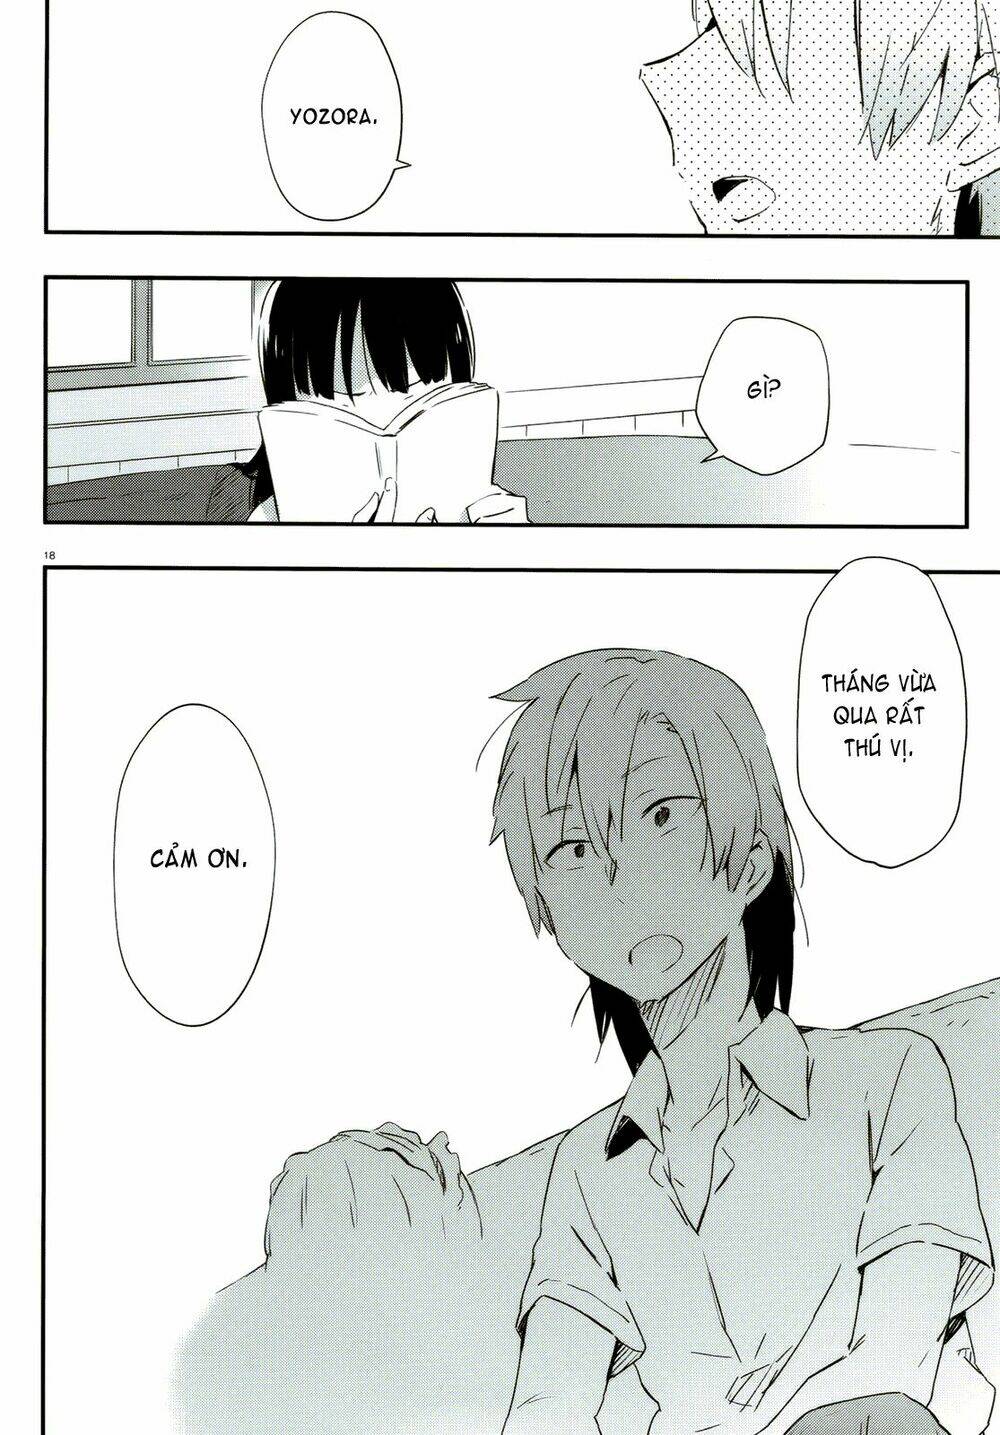 YOZORA.
GÌ?
18
THÁNG VỪA
QUA RẤT
THÚ VỊ.
CẢM ƠN.